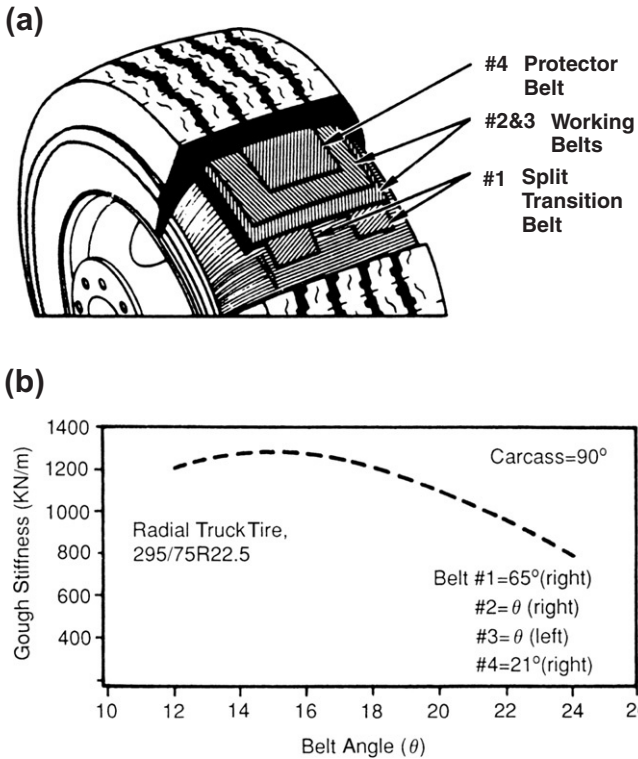 (a)
#4 Protector
Belt
#2&3 Working
Belts
#1 Split
Transition
Belt
(b)
Gough Stiffness (KN/m)
1400
1200
1000
800
600
400
Carcass=90°
Radial Truck Tire,
295/75R22.5
Belt #1=65°(right)
#2=θ (right)
#3=θ (left)
#4=21°(right)
10 12 14 16 18 20 22 24
Belt Angle (θ)